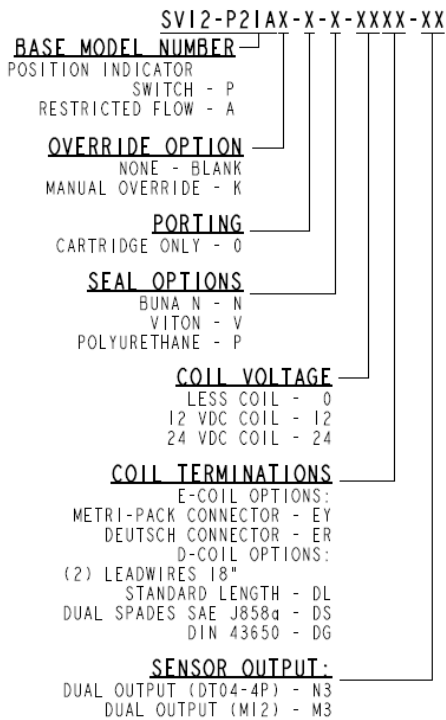 SV12-P21AX-X-X-XXXX-XX
BASE MODEL NUMBER
POSITION INDICATOR
SWITCH - P
RESTRICTED FLOW - A
OVERRIDE OPTION
NONE - BLANK
MANUAL OVERRIDE - K
PORTING
CARTRIDGE ONLY - 0
SEAL OPTIONS
BUNA N - N
VITON - V
POLYURETHANE - P
COIL VOLTAGE
LESS COIL - 0
12 VDC COIL - 12
24 VDC COIL - 24
COIL TERMINATIONS
E-COIL OPTIONS:
METRI-PACK CONNECTOR - EY
DEUTSCH CONNECTOR - ER
D-COIL OPTIONS:
(2) LEADWIRES 18"
STANDARD LENGTH - DL
DUAL SPADES SAE J858a - DS
DIN 43650 - DG
SENSOR OUTPUT:
DUAL OUTPUT (DT04-4P) - N3
DUAL OUTPUT (M12) - M3